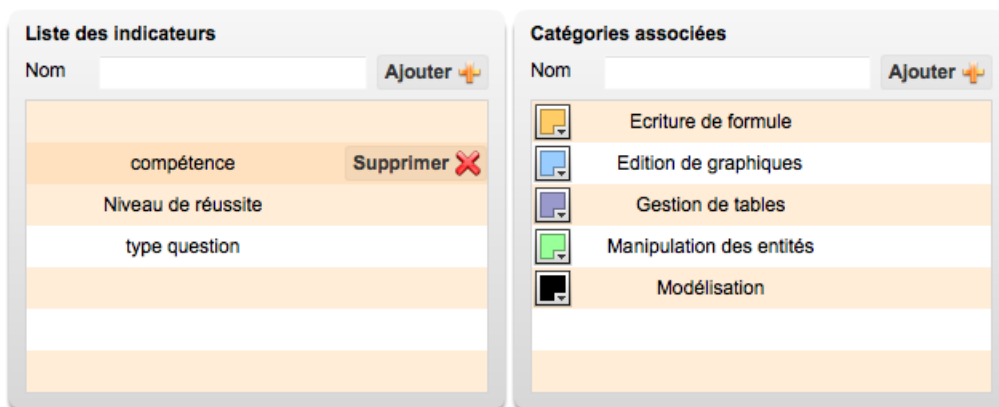 Liste des indicateurs
Nom
Ajouter
compétence
Supprimer
Niveau de réussite
type question
Catégories associées
Nom
Ajouter
Ecriture de formule
Edition de graphiques
Gestion de tables
Manipulation des entités
Modélisation